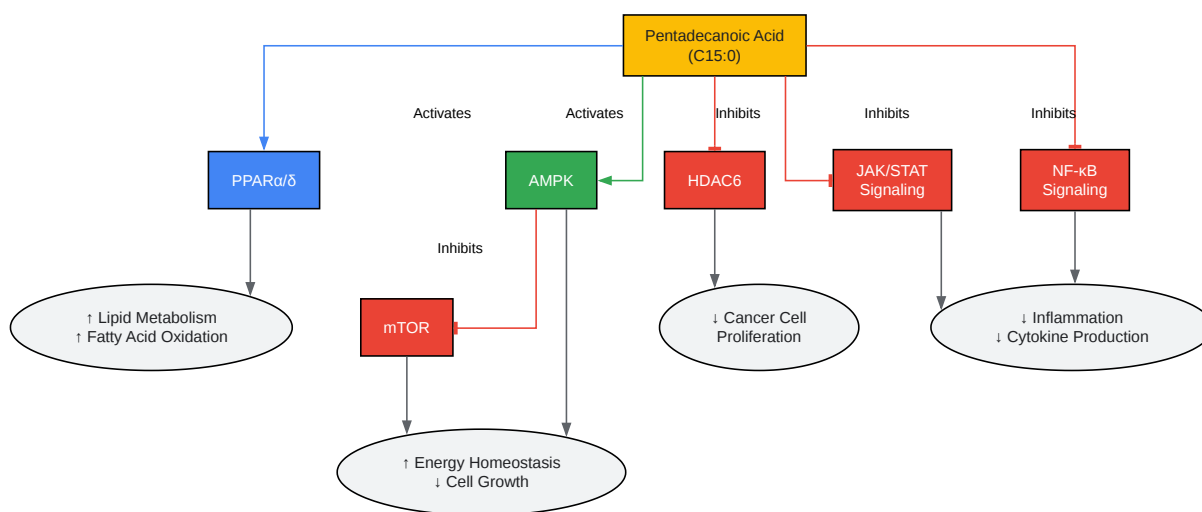 Pentadecanoic Acid
(C15:0)
Activates
Activates
Inhibits
Inhibits
Inhibits
PPARα/δ
AMPK
HDAC6
JAK/STAT
Signaling
NF-κB
Signaling
Inhibits
mTOR
↑ Lipid Metabolism
↑ Fatty Acid Oxidation
↓ Cancer Cell
Proliferation
↓ Inflammation
↓ Cytokine Production
↑ Energy Homeostasis
↓ Cell Growth